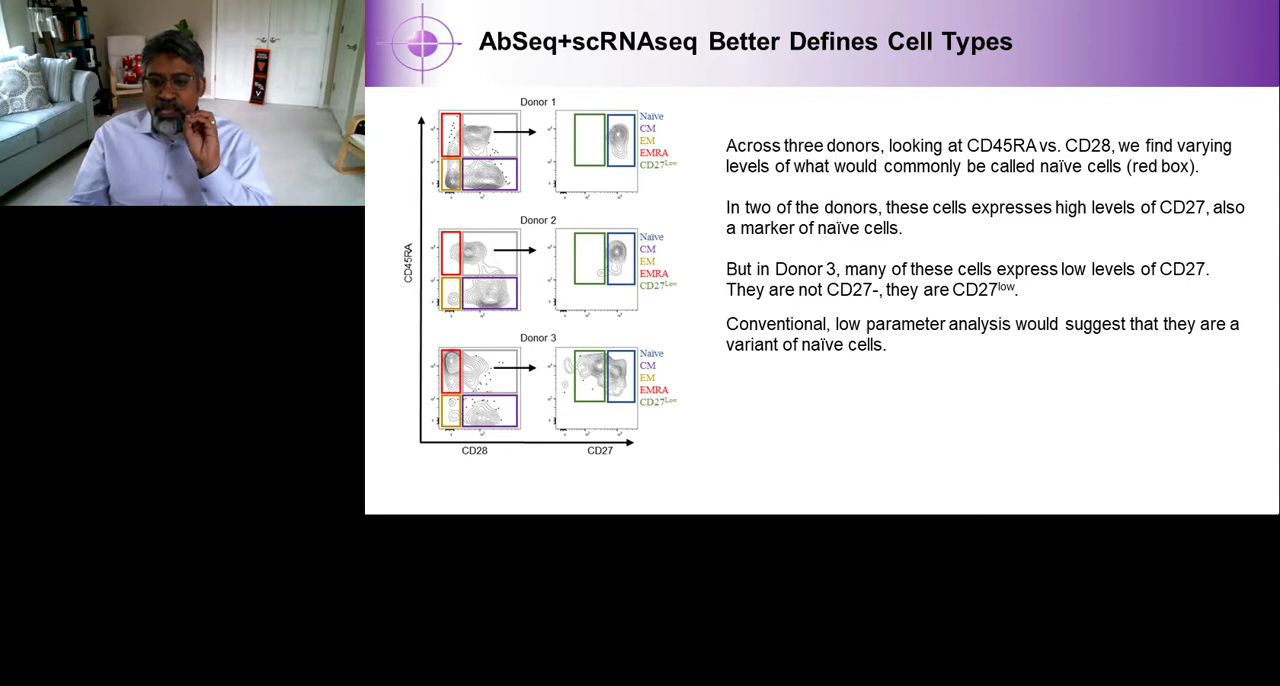 AbSeq+scRNAseq Better Defines Cell Types
Donor 1
Naïve
CM
EM
EMRA
CD27Low
Donor 2
Naïve
CM
EM
EMRA
CD27Low
Donor 3
Naïve
CM
EM
EMRA
CD27Low
CD45RA
CD28
CD27
Across three donors, looking at CD45RA vs. CD28, we find varying
levels of what would commonly be called naïve cells (red box).
In two of the donors, these cells expresses high levels of CD27, also
a marker of naïve cells.
But in Donor 3, many of these cells express low levels of CD27.
They are not CD27-, they are CD27low.
Conventional, low parameter analysis would suggest that they are a
variant of naïve cells.